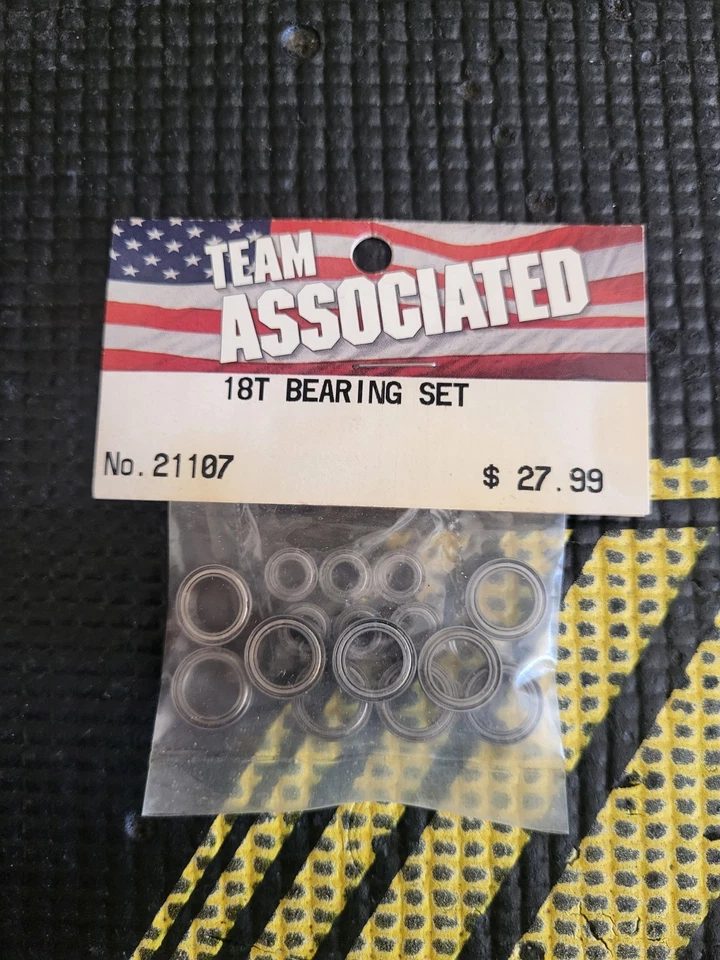 TEAM
ASSOCIATED
18T BEARING SET
No. 21107
$ 27.99